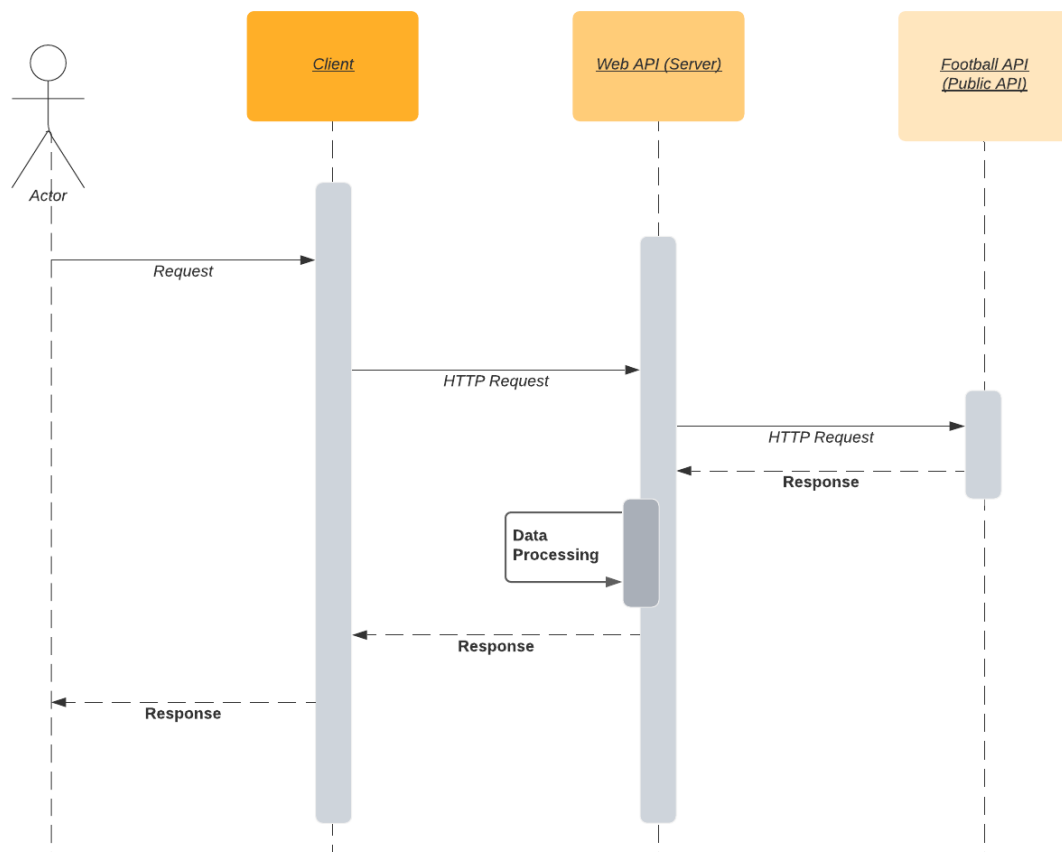 Client
Web API (Server)
Football API
(Public API)
Actor
Request
HTTP Request
HTTP Request
Response
Data
Processing
Response
Response